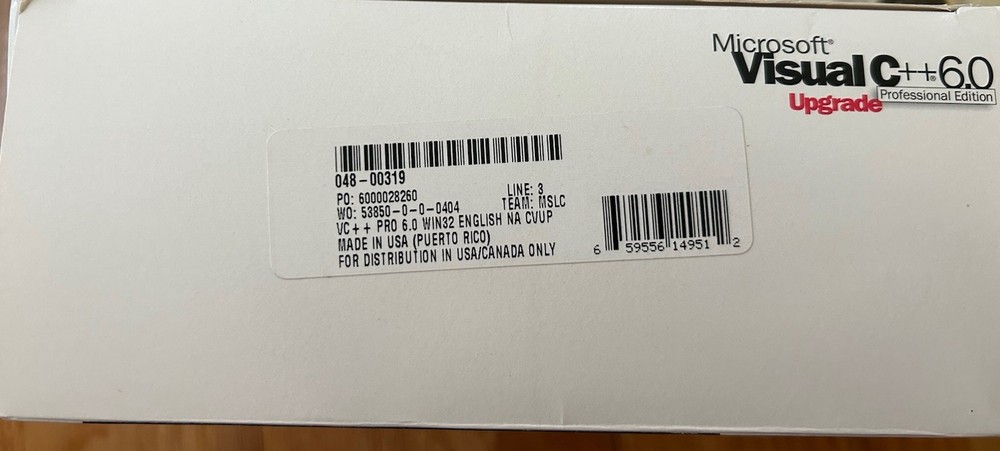 Microsoft®
Visual C++® 6.0
Professional Edition
Upgrade
048-00319
PO: 6000028260 LINE: 3
WO: 53850-0-0-0404 TEAM: MSLC
VC++ PRO 6.0 WIN32 ENGLISH NA CVUP
MADE IN USA (PUERTO RICO)
FOR DISTRIBUTION IN USA/CANADA ONLY
6 59556 14951 2